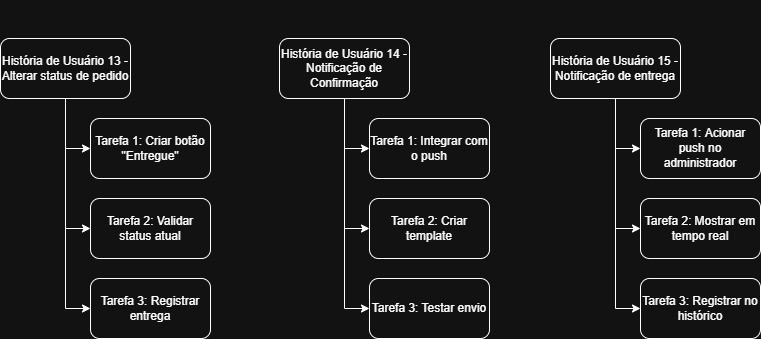 História de Usuário 13 -
Alterar status de pedido
Tarefa 1: Criar botão
"Entregue"
Tarefa 2: Validar
status atual
Tarefa 3: Registrar
entrega
História de Usuário 14 -
Notificação de
Confirmação
Tarefa 1: Integrar com
o push
Tarefa 2: Criar
template
Tarefa 3: Testar envio
História de Usuário 15 -
Notificação de entrega
Tarefa 1: Acionar
push no
administrador
Tarefa 2: Mostrar em
tempo real
Tarefa 3: Registrar no
histórico